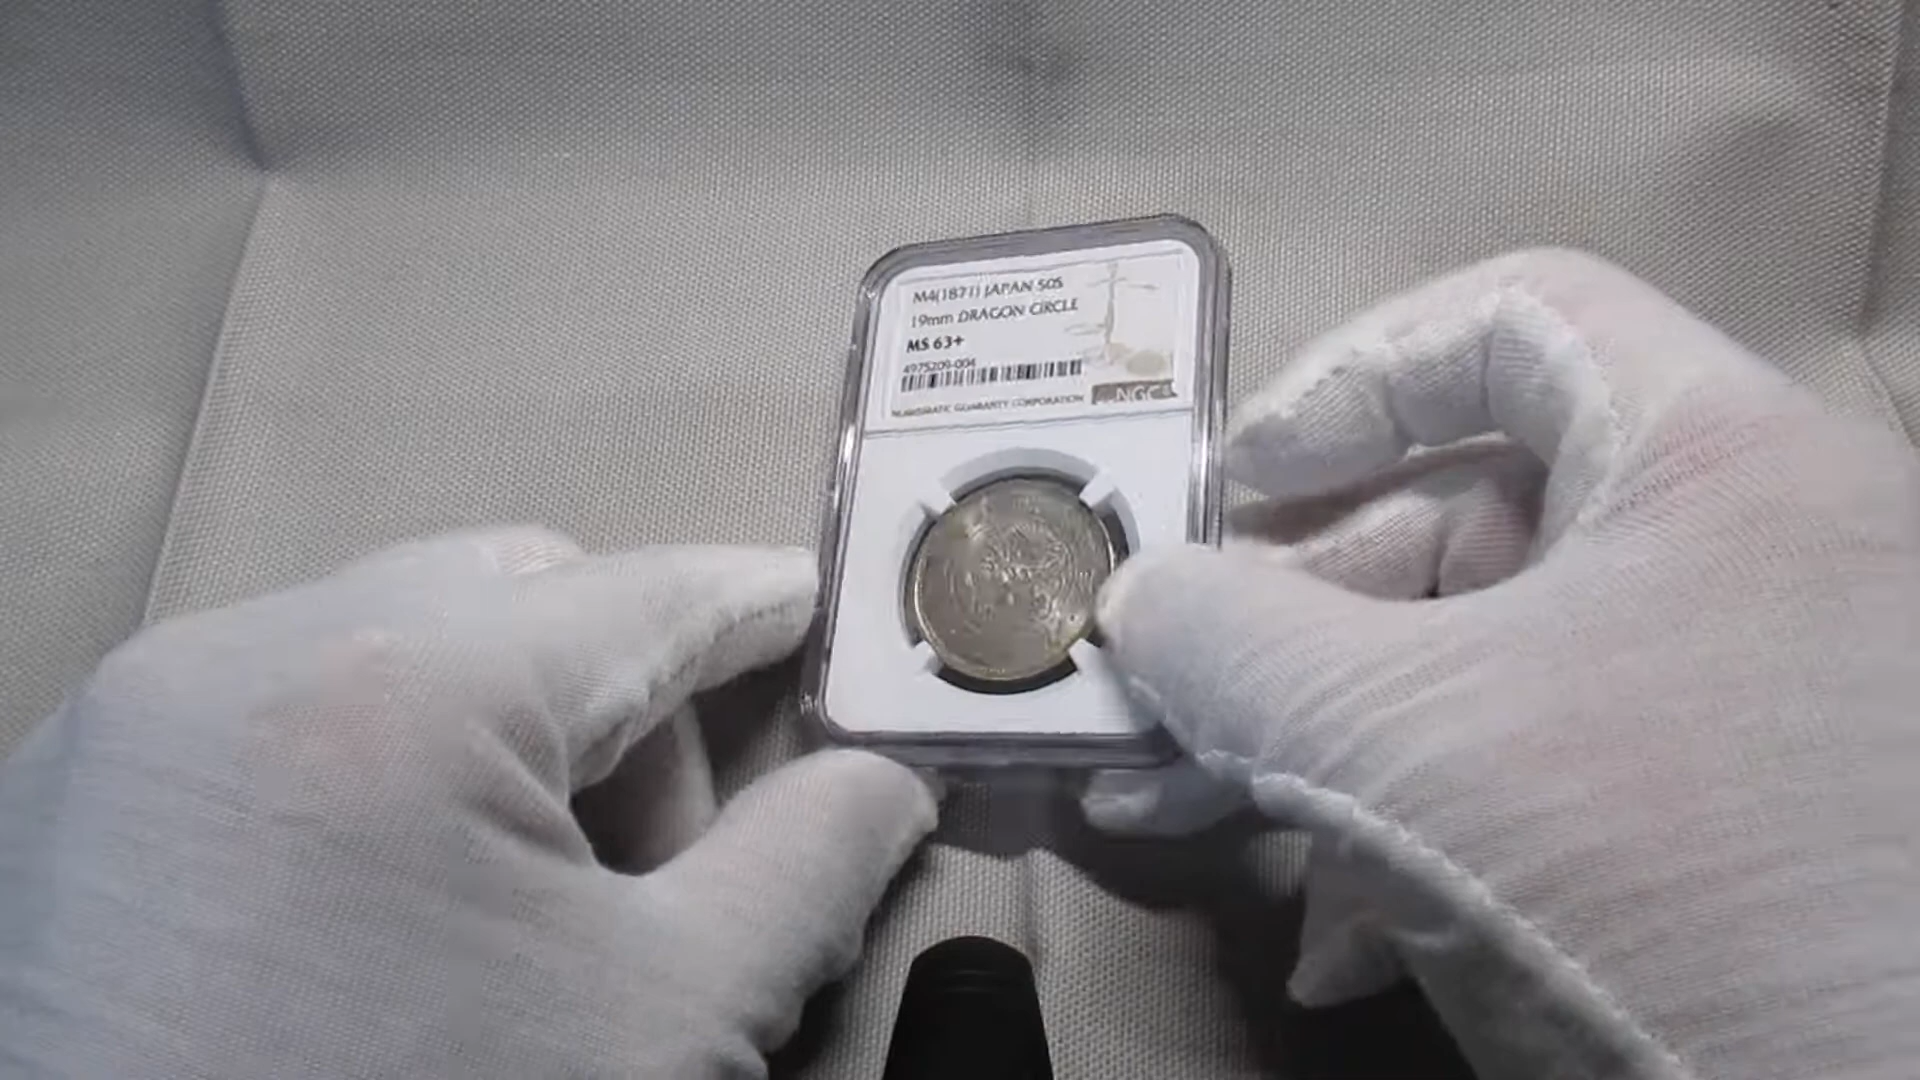 M4(1871) JAPAN 50S
19mm DRAGON CIRCLE
MS 63+
4975209-004
NUMISMATIC GUARANTY CORPORATION
NGC